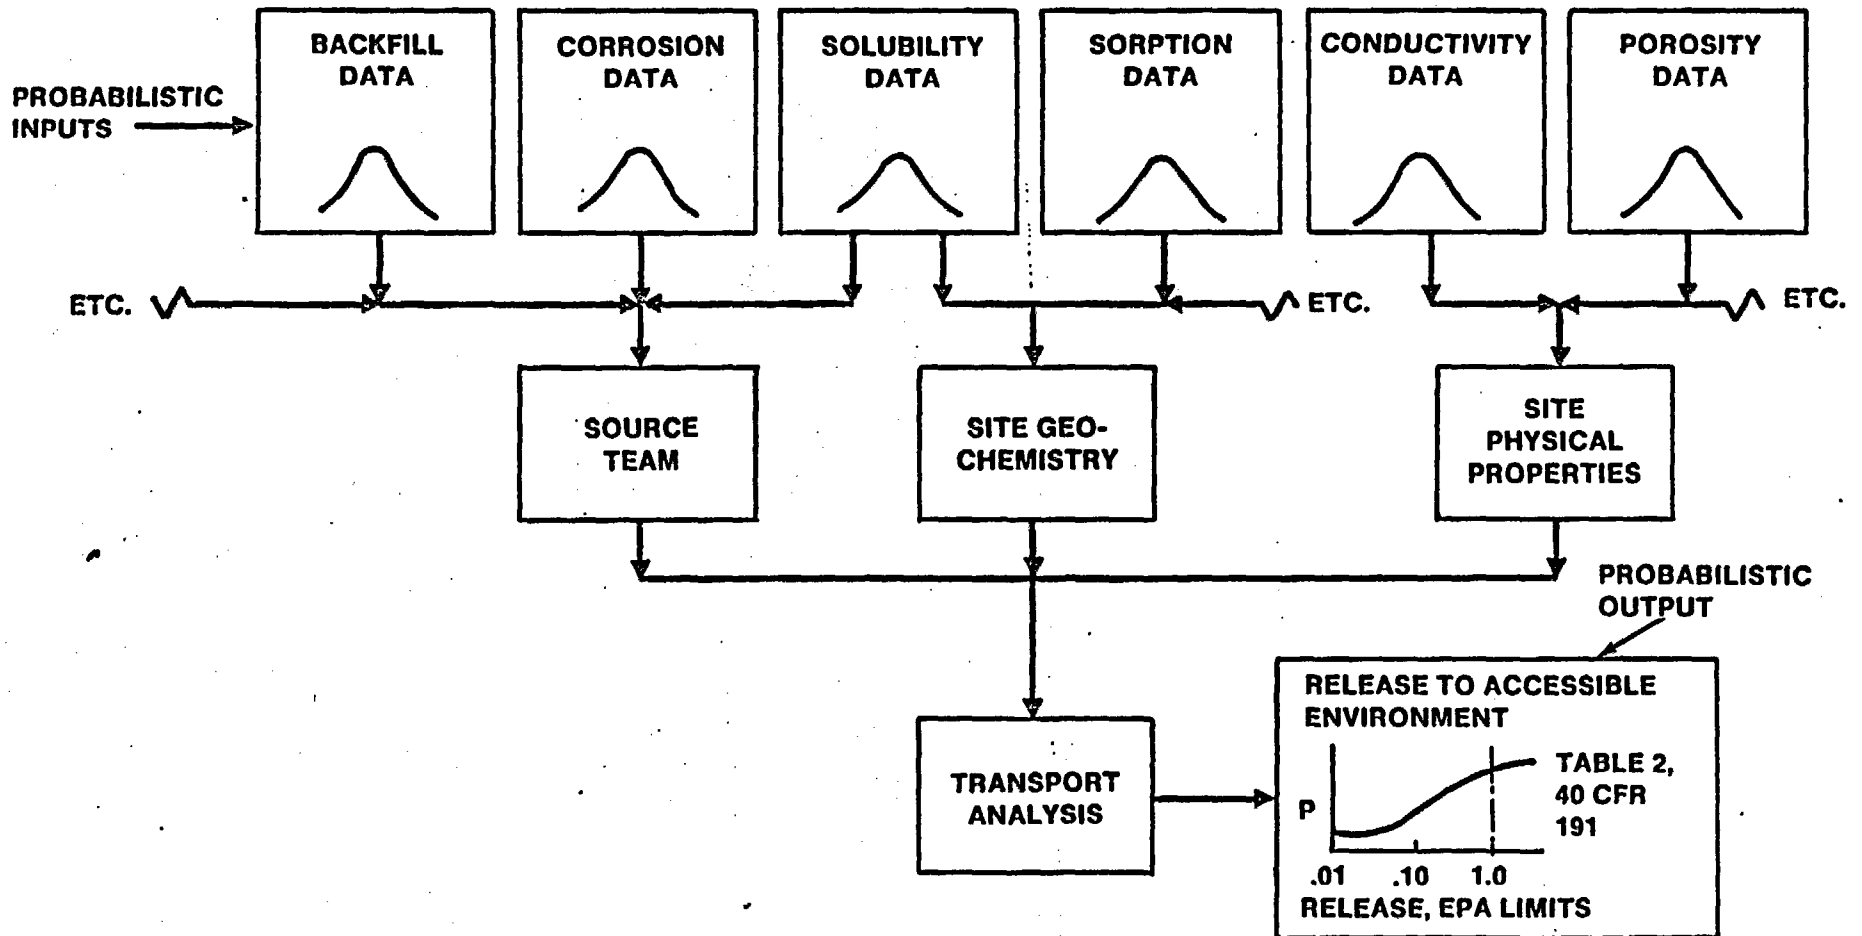 BACKFILL
DATA
CORROSION
DATA
SOLUBILITY
DATA
SORPTION
DATA
CONDUCTIVITY
DATA
POROSITY
DATA
PROBABILISTIC
INPUTS
ETC.
ETC.
ETC.
SOURCE
TEAM
SITE GEO-
CHEMISTRY
SITE
PHYSICAL
PROPERTIES
PROBABILISTIC
OUTPUT
TRANSPORT
ANALYSIS
RELEASE TO ACCESSIBLE
ENVIRONMENT
P
TABLE 2,
40 CFR
191
.01 .10 1.0
RELEASE, EPA LIMITS